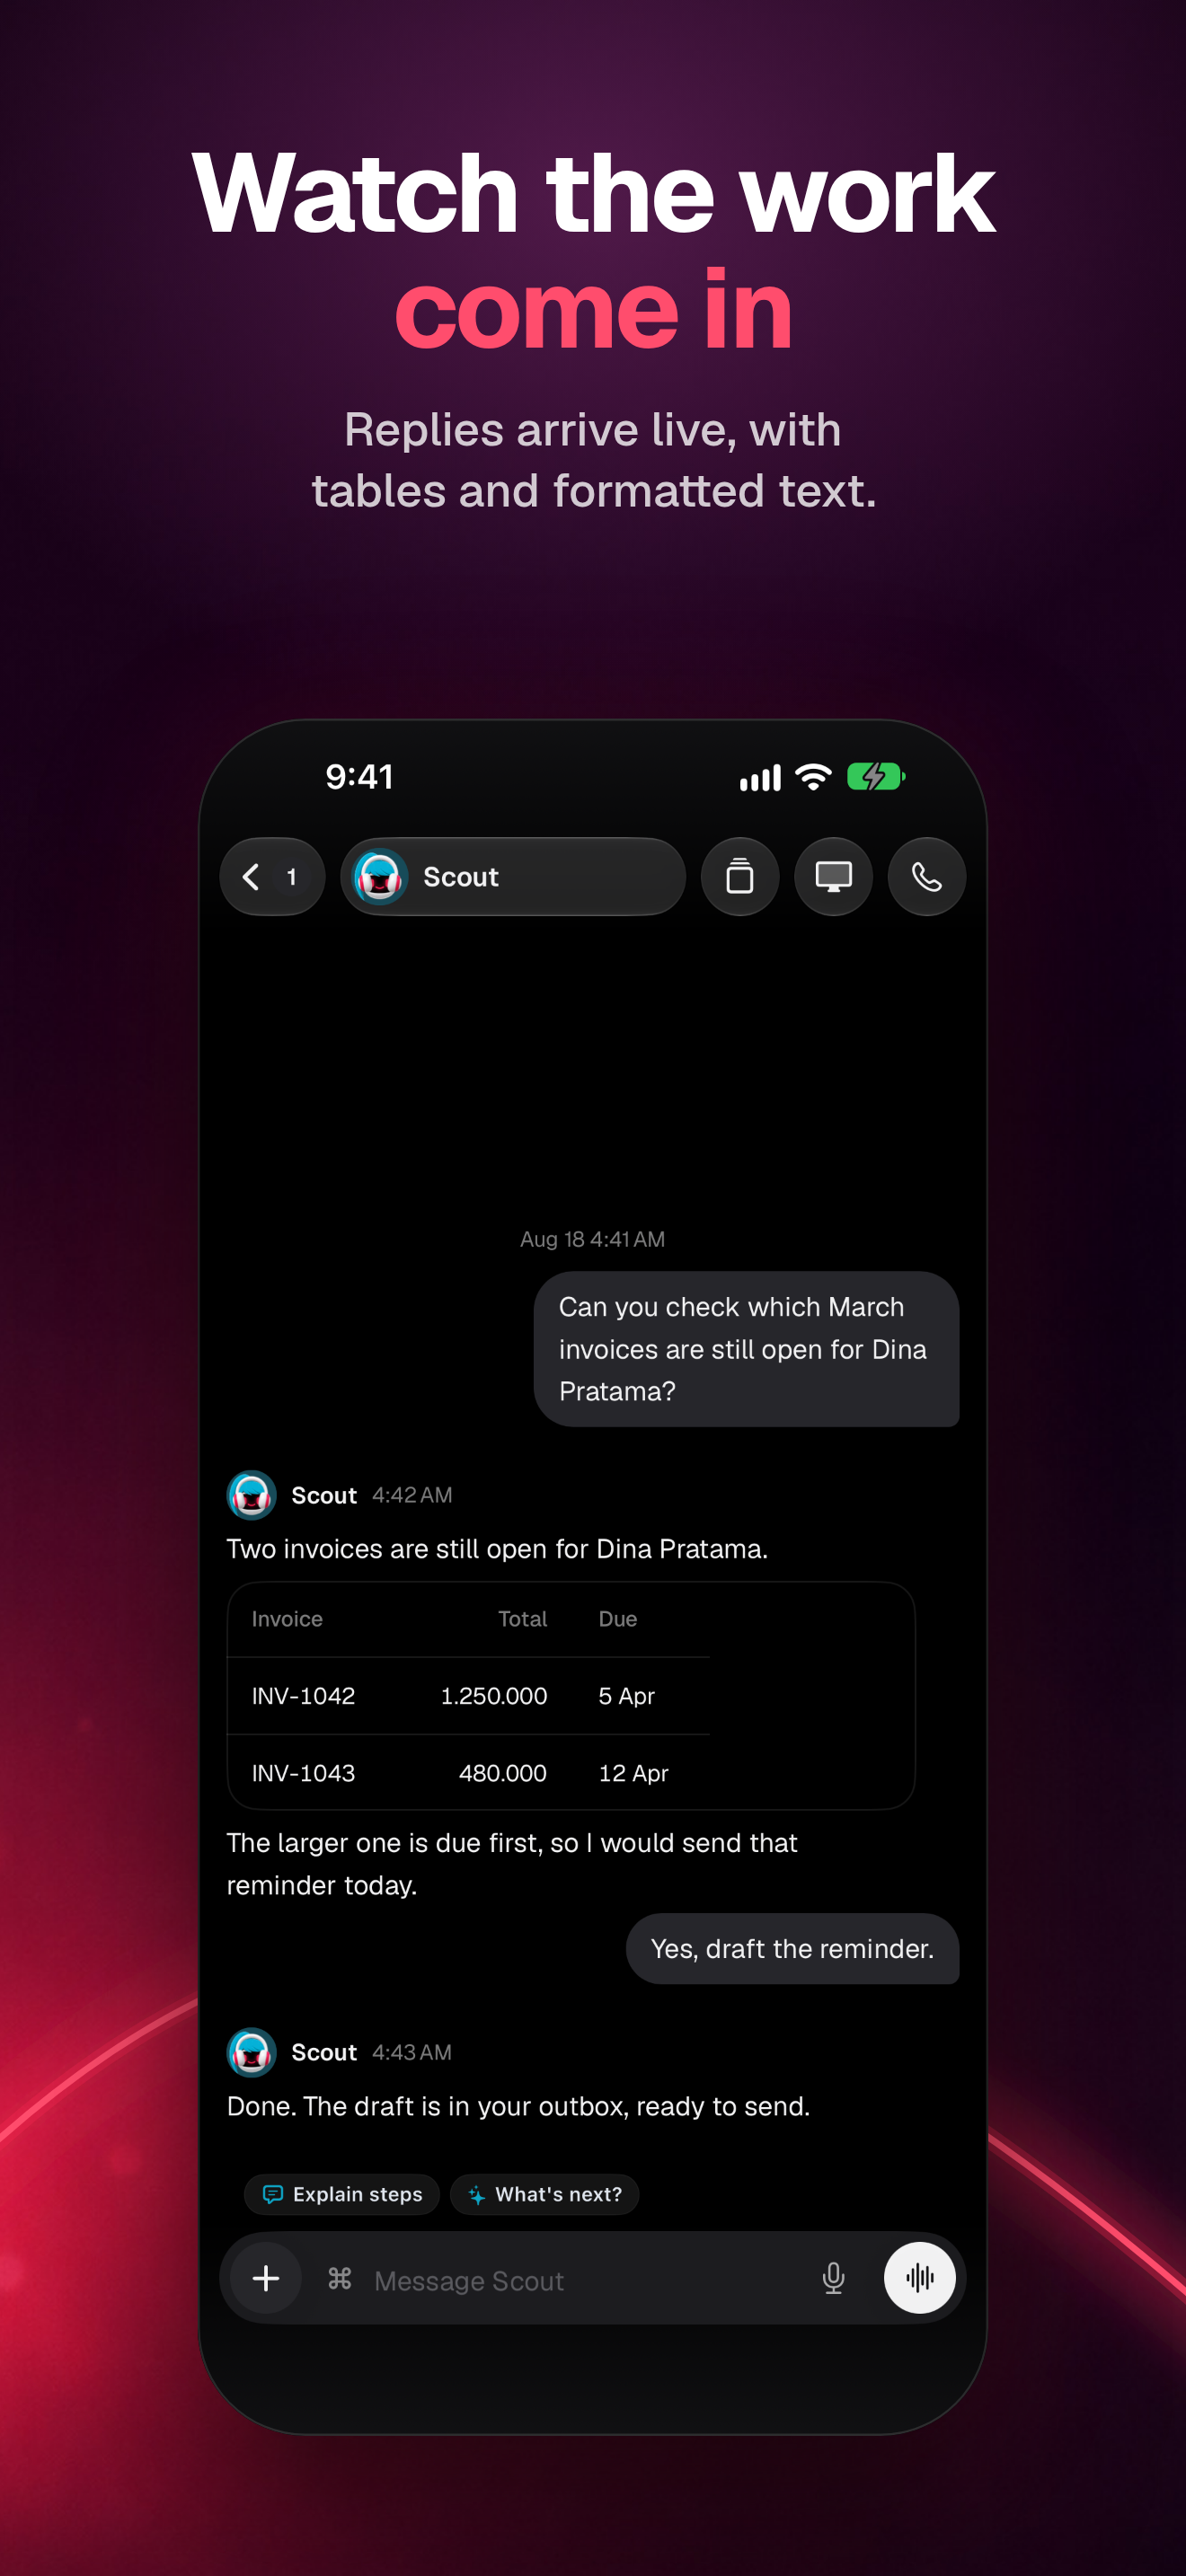 Watch the work
come in
Replies arrive live, with
tables and formatted text.
9:41
1
Scout
Aug 18 4:41 AM
Can you check which March
invoices are still open for Dina
Pratama?
Scout 4:42 AM
Two invoices are still open for Dina Pratama.
Invoice Total Due
INV-1042 1.250.000 5 Apr
INV-1043 480.000 12 Apr
The larger one is due first, so I would send that
reminder today.
Yes, draft the reminder.
Scout 4:43 AM
Done. The draft is in your outbox, ready to send.
Explain steps What's next?
⌘ Message Scout